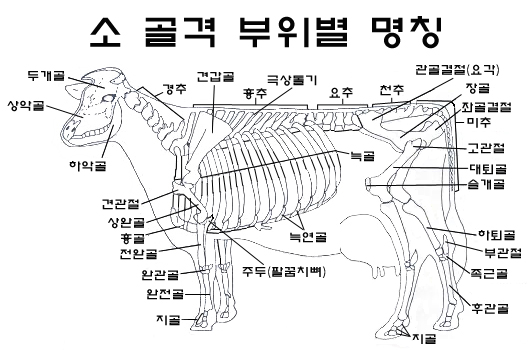 소 골격 부위별 명칭
두개골
상악골
하악골
경추
견갑골
극상돌기
흉추
요추
천추
관골결절(요각)
장골
좌골결절
미추
고관절
대퇴골
슬개골
늑골
견관절
상완골
흉골
전완골
완관골
완전골
지골
주두(팔꿈치뼈)
늑연골
하퇴골
부관절
족근골
후관골
지골